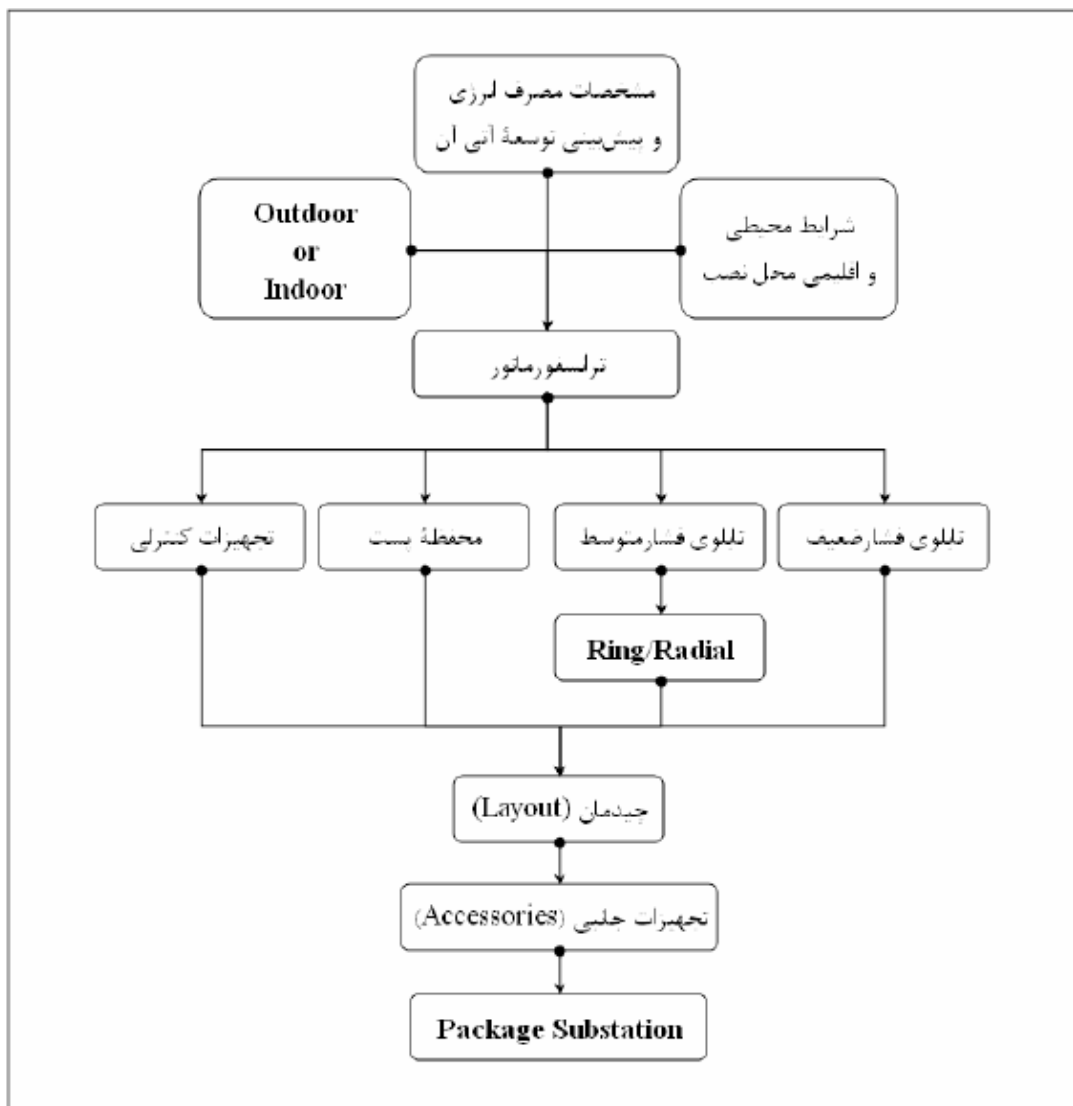 مشخصات مصرف انرژی
و پیش‌بینی توسعهٔ آتی آن
Outdoor
or
Indoor
شرایط محیطی
و اقلیمی محل نصب
ترانسفورماتور
تجهیزات کنترلی
محفظهٔ پست
تابلوی فشارمتوسط
تابلوی فشارضعیف
Ring/Radial
چیدمان (Layout)
تجهیزات جانبی (Accessories)
Package Substation